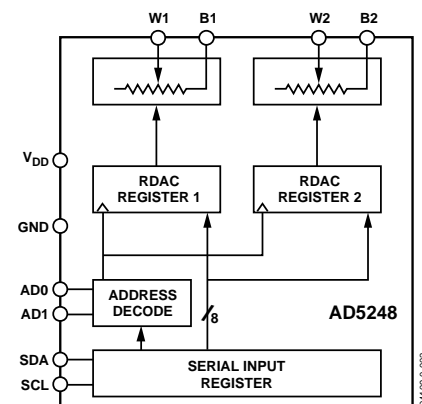 W1 B1 W2 B2
V_DD
RDAC
REGISTER 1
RDAC
REGISTER 2
GND
AD0
AD1
ADDRESS
DECODE
8
AD5248
SDA
SCL
SERIAL INPUT
REGISTER